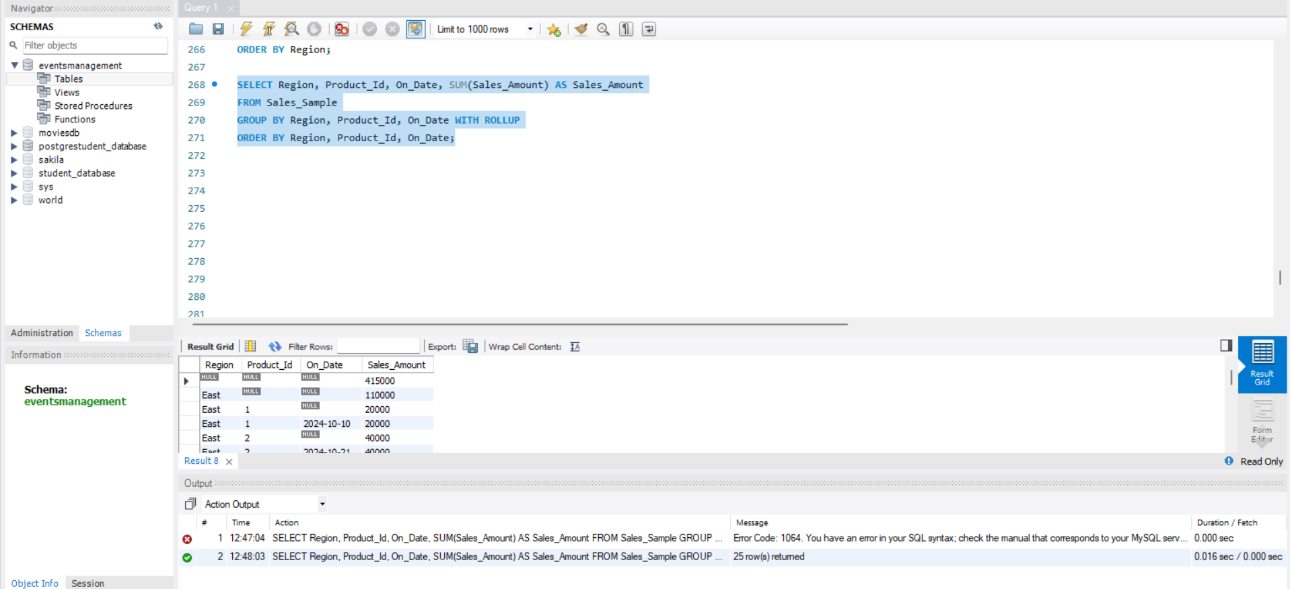 Navigator
SCHEMAS
Filter objects
eventsmanagement
Tables
Views
Stored Procedures
Functions
moviesdb
postgrestudent_database
sakila
student_database
sys
world
Administration Schemas
Information
Schema:
eventsmanagement
Object Info Session
Query 1
Limit to 1000 rows
266 ORDER BY Region;
267
268 SELECT Region, Product_Id, On_Date, SUM(Sales_Amount) AS Sales_Amount
269 FROM Sales_Sample
270 GROUP BY Region, Product_Id, On_Date WITH ROLLUP
271 ORDER BY Region, Product_Id, On_Date;
272
273
274
275
276
277
278
279
280
281
Result Grid Filter Rows: Export: Wrap Cell Content:
Region Product_Id On_Date Sales_Amount
NULL NULL NULL 415000
East NULL NULL 110000
East 1 NULL 20000
East 1 2024-10-10 20000
East 2 NULL 40000
East 2 2024-10-21 40000
Result Grid
Form Editor
Result 8 Read Only
Output
Action Output
# Time Action Message Duration / Fetch
1 12:47:04 SELECT Region, Product_Id, On_Date, SUM(Sales_Amount) AS Sales_Amount FROM Sales_Sample GROUP ... Error Code: 1064. You have an error in your SQL syntax; check the manual that corresponds to your MySQL serv... 0.000 sec
2 12:48:03 SELECT Region, Product_Id, On_Date, SUM(Sales_Amount) AS Sales_Amount FROM Sales_Sample GROUP ... 25 row(s) returned 0.016 sec / 0.000 sec